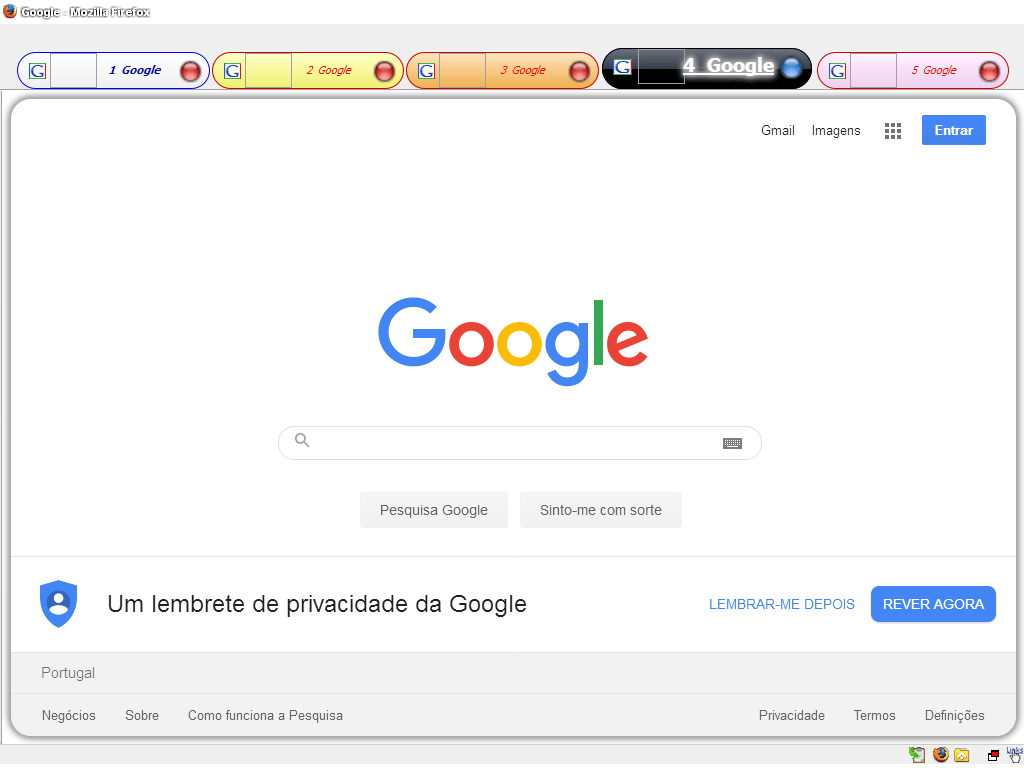 Google - Mozilla Firefox
1 Google
2 Google
3 Google
4 Google
5 Google
Gmail Imagens Entrar
Google
Pesquisa Google Sinto-me com sorte
Um lembrete de privacidade da Google LEMBRAR-ME DEPOIS REVER AGORA
Portugal
Negócios Sobre Como funciona a Pesquisa Privacidade Termos Definições
Links